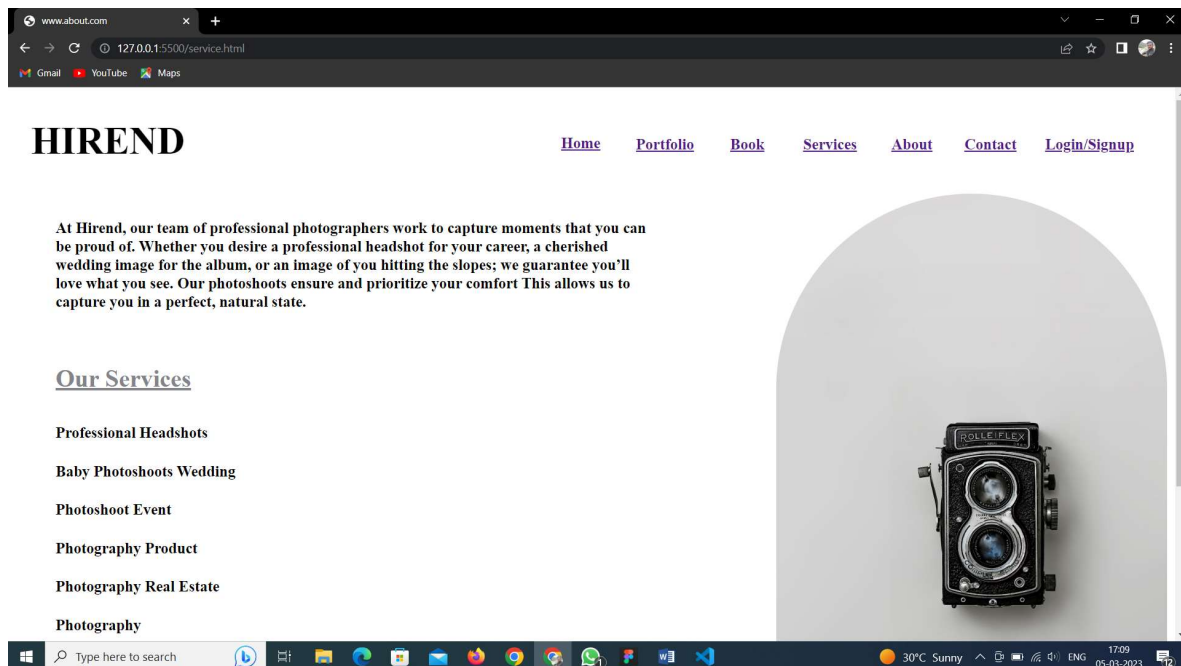 www.about.com
127.0.0.1:5500/service.html
Gmail YouTube Maps
HIREND
Home Portfolio Book Services About Contact Login/Signup
At Hirend, our team of professional photographers work to capture moments that you can
be proud of. Whether you desire a professional headshot for your career, a cherished
wedding image for the album, or an image of you hitting the slopes; we guarantee you’ll
love what you see. Our photoshoots ensure and prioritize your comfort This allows us to
capture you in a perfect, natural state.
Our Services
Professional Headshots
Baby Photoshoots Wedding
Photoshoot Event
Photography Product
Photography Real Estate
Photography
ROLLEIFLEX
Type here to search
30°C Sunny ENG 17:09
05-03-2023
12